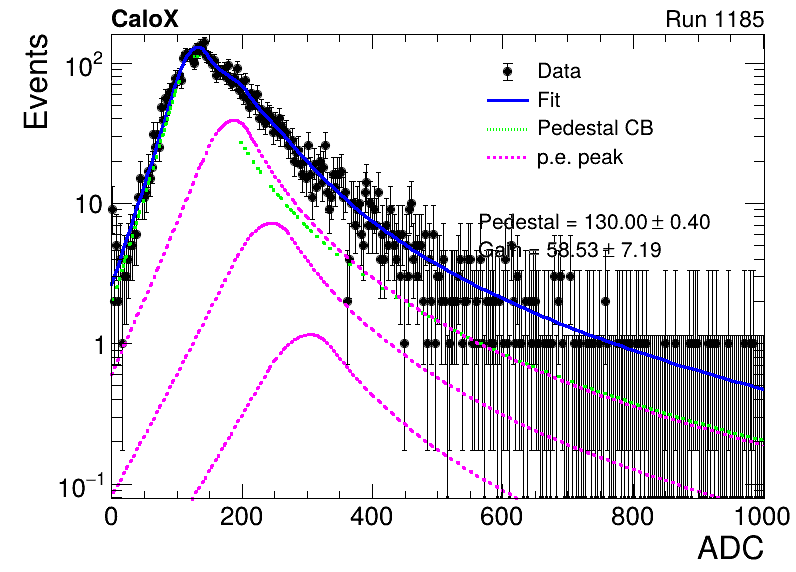 CaloX Run 1185
Events
Data
Fit
Pedestal CB
p.e. peak
Pedestal = 130.00 ± 0.40
Gain = 58.53 ± 7.19
10²
10
1
10⁻¹
0 200 400 600 800 1000
ADC